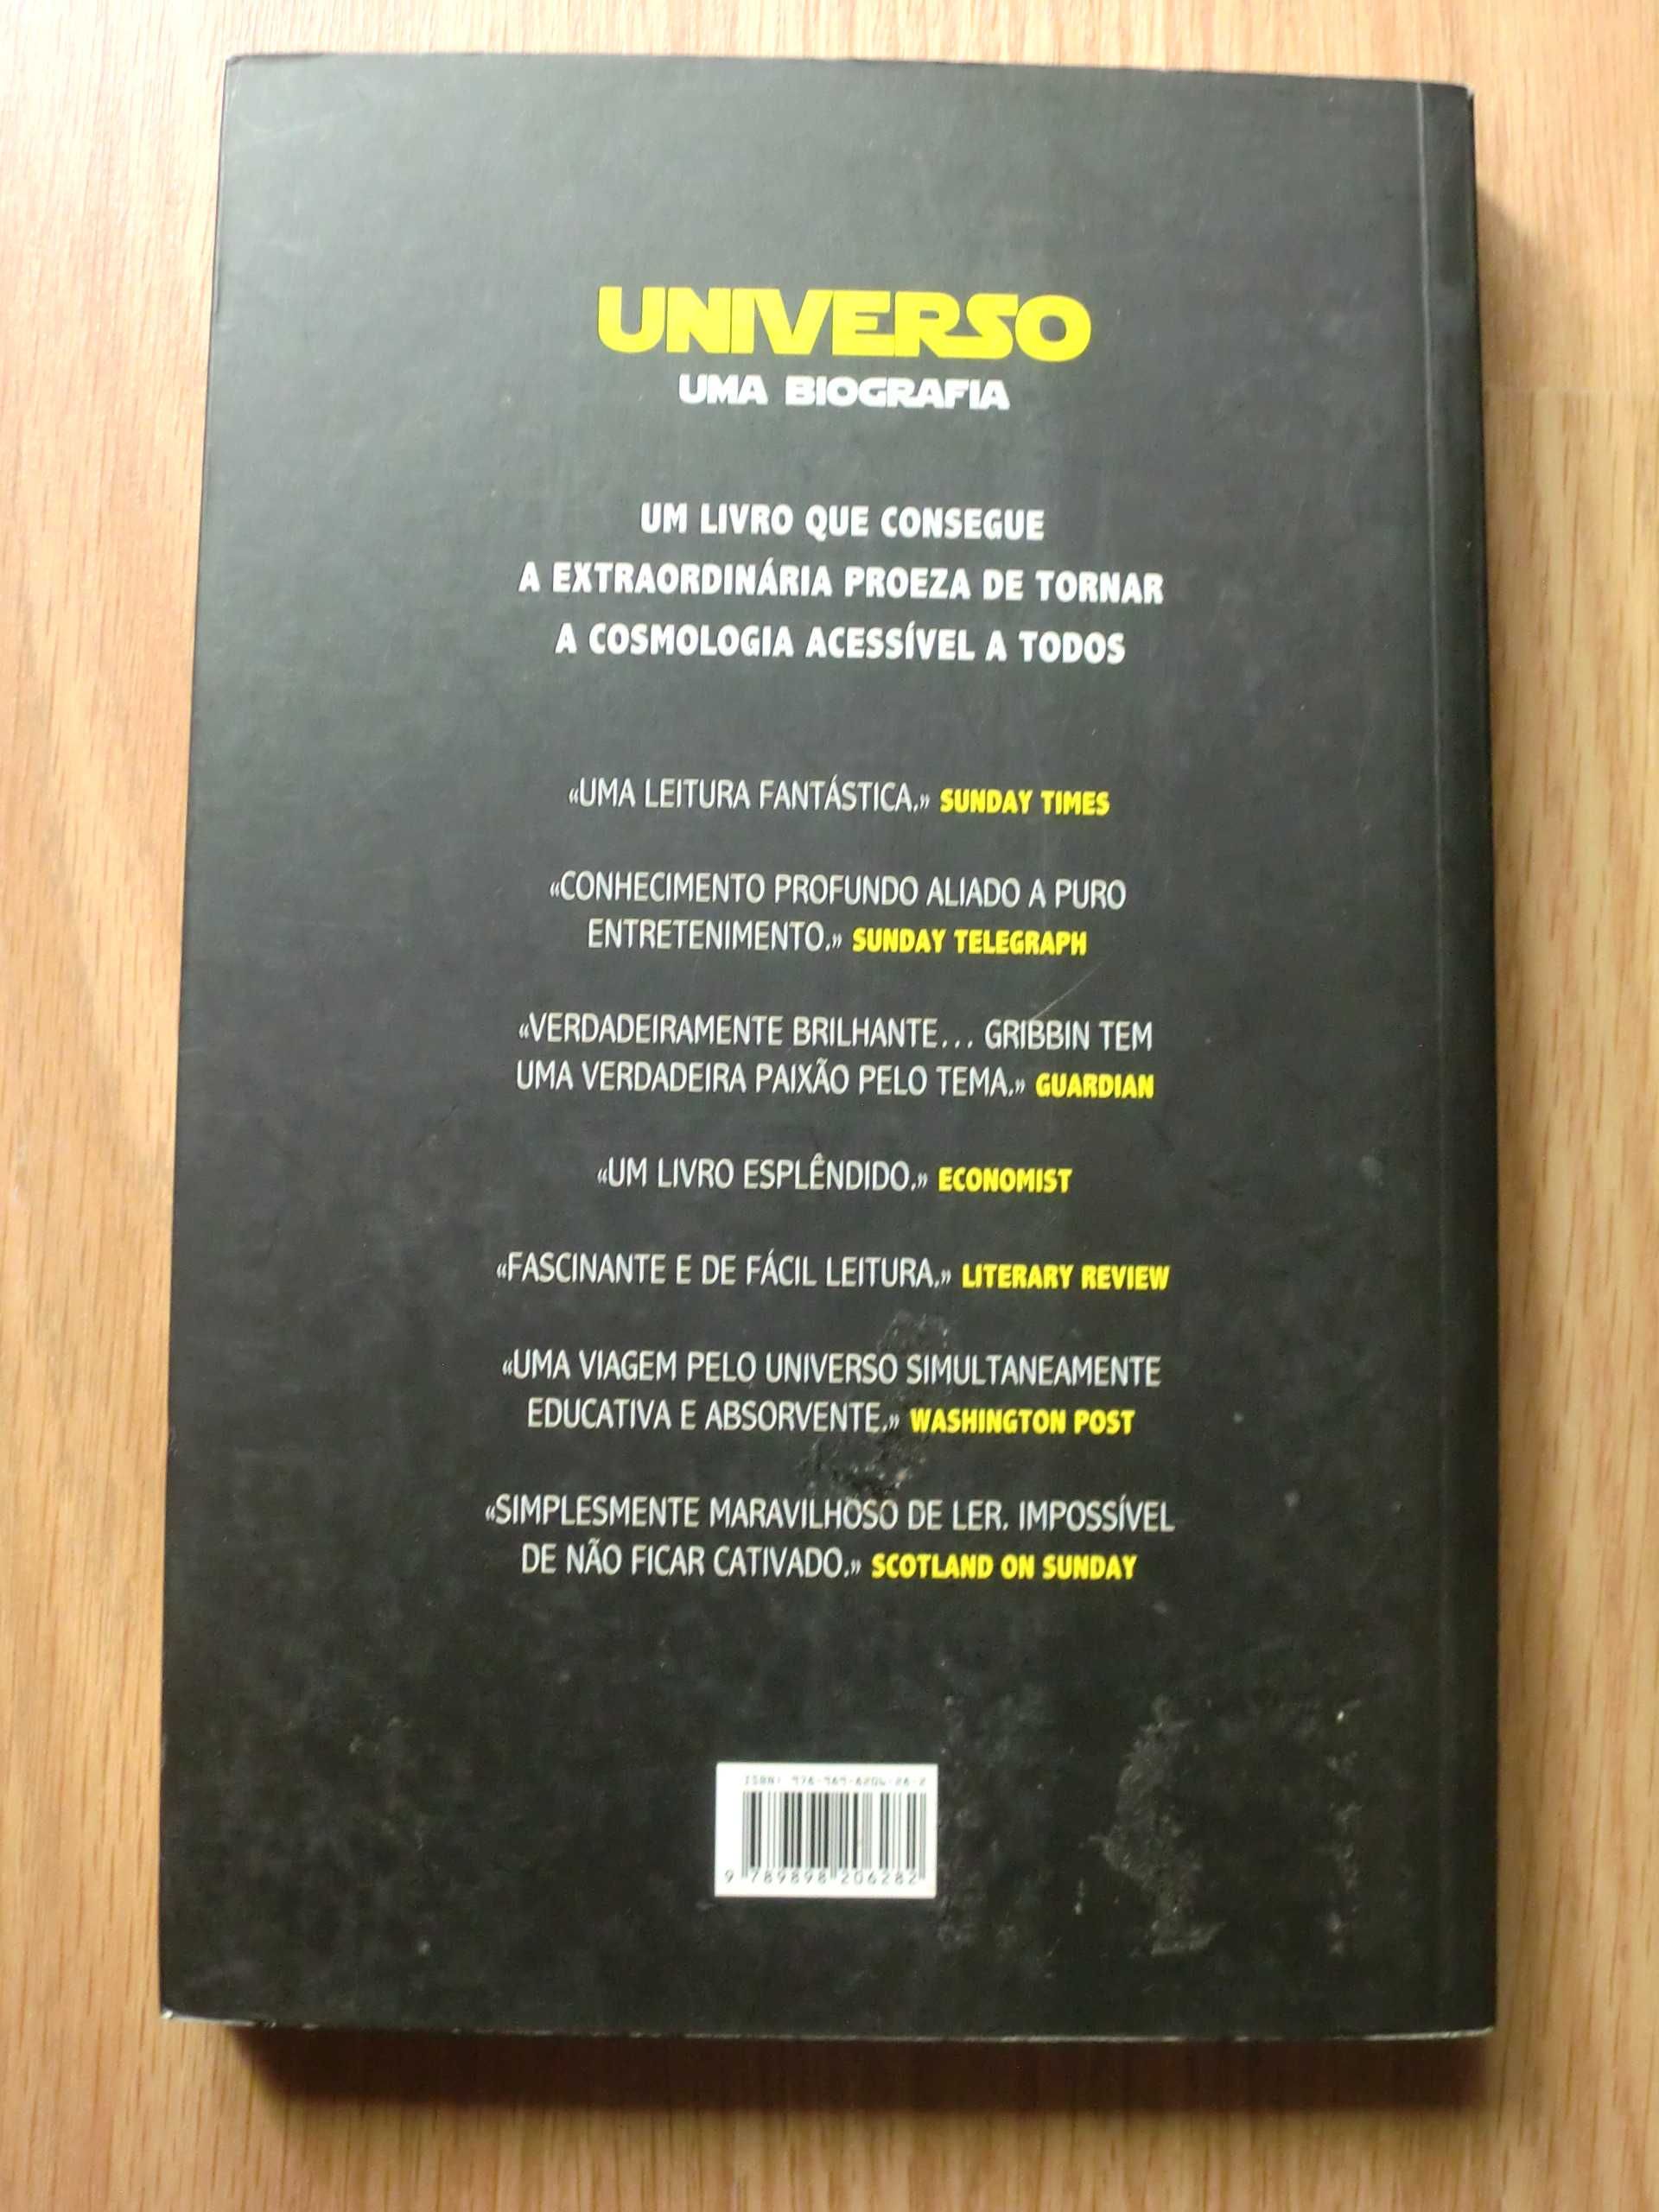 UNIVERSO
UMA BIOGRAFIA
UM LIVRO QUE CONSEGUE
A EXTRAORDINÁRIA PROEZA DE TORNAR
A COSMOLOGIA ACESSÍVEL A TODOS
«UMA LEITURA FANTÁSTICA.» SUNDAY TIMES
«CONHECIMENTO PROFUNDO ALIADO A PURO
ENTRETENIMENTO.» SUNDAY TELEGRAPH
«VERDADEIRAMENTE BRILHANTE... GRIBBIN TEM
UMA VERDADEIRA PAIXÃO PELO TEMA.» GUARDIAN
«UM LIVRO ESPLÊNDIDO.» ECONOMIST
«FASCINANTE E DE FÁCIL LEITURA.» LITERARY REVIEW
«UMA VIAGEM PELO UNIVERSO SIMULTANEAMENTE
EDUCATIVA E ABSORVENTE.» WASHINGTON POST
«SIMPLESMENTE MARAVILHOSO DE LER. IMPOSSÍVEL
DE NÃO FICAR CATIVADO.» SCOTLAND ON SUNDAY
ISBN:
9 789898 206282